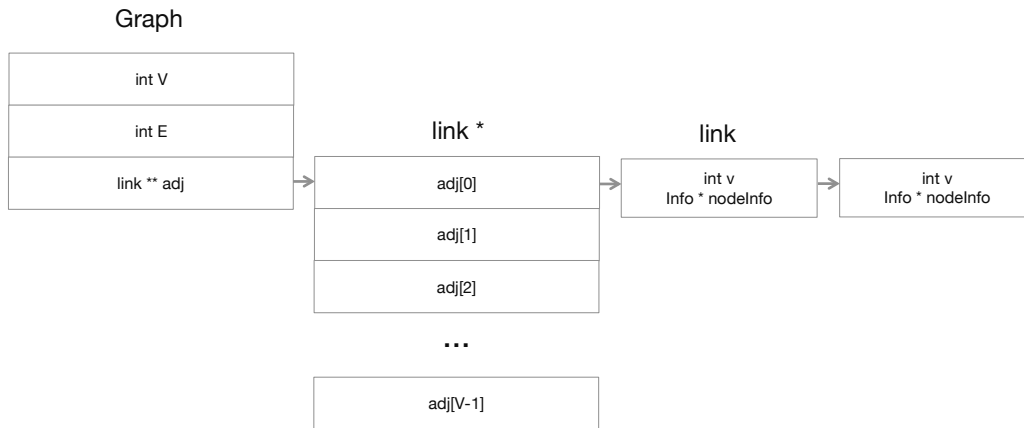 Graph
int V
int E
link ** adj
link *
adj[0]
adj[1]
adj[2]
...
adj[V-1]
link
int v
Info * nodeInfo
int v
Info * nodeInfo